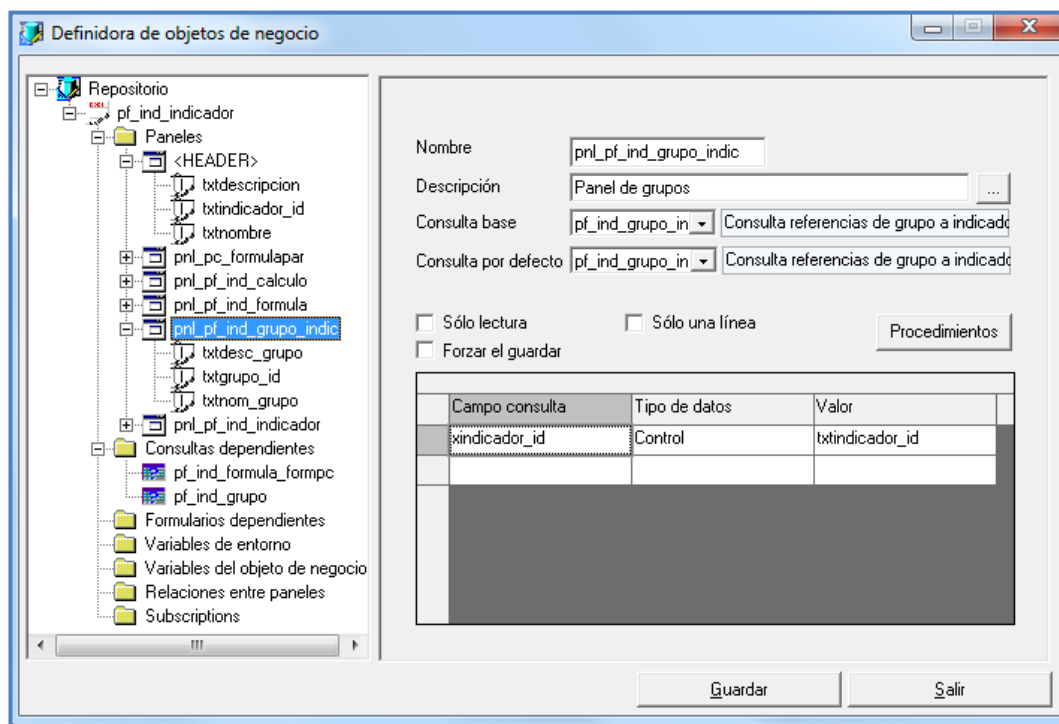 Definidora de objetos de negocio
Repositorio
pf_ind_indicador
Paneles
<HEADER>
txtdescripcion
txtindicador_id
txtnombre
pnl_pc_formulapar
pnl_pf_ind_calculo
pnl_pf_ind_formula
pnl_pf_ind_grupo_indic
txtdesc_grupo
txtgrupo_id
txtnom_grupo
pnl_pf_ind_indicador
Consultas dependientes
pf_ind_formula_formpc
pf_ind_grupo
Formularios dependientes
Variables de entorno
Variables del objeto de negocio
Relaciones entre paneles
Subscriptions
Nombre pnl_pf_ind_grupo_indic
Descripción Panel de grupos ...
Consulta base pf_ind_grupo_in Consulta referencias de grupo a indicado
Consulta por defecto pf_ind_grupo_in Consulta referencias de grupo a indicado
Sólo lectura Sólo una línea Procedimientos
Forzar el guardar
Campo consulta Tipo de datos Valor
xindicador_id Control txtindicador_id
Guardar Salir